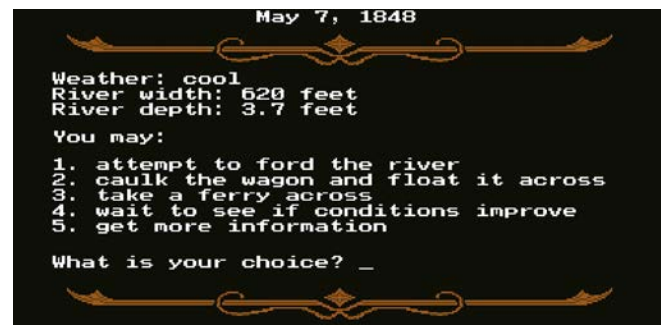 May 7, 1848
Weather: cool
River width: 620 feet
River depth: 3.7 feet
You may:
1. attempt to ford the river
2. caulk the wagon and float it across
3. take a ferry across
4. wait to see if conditions improve
5. get more information
What is your choice? _